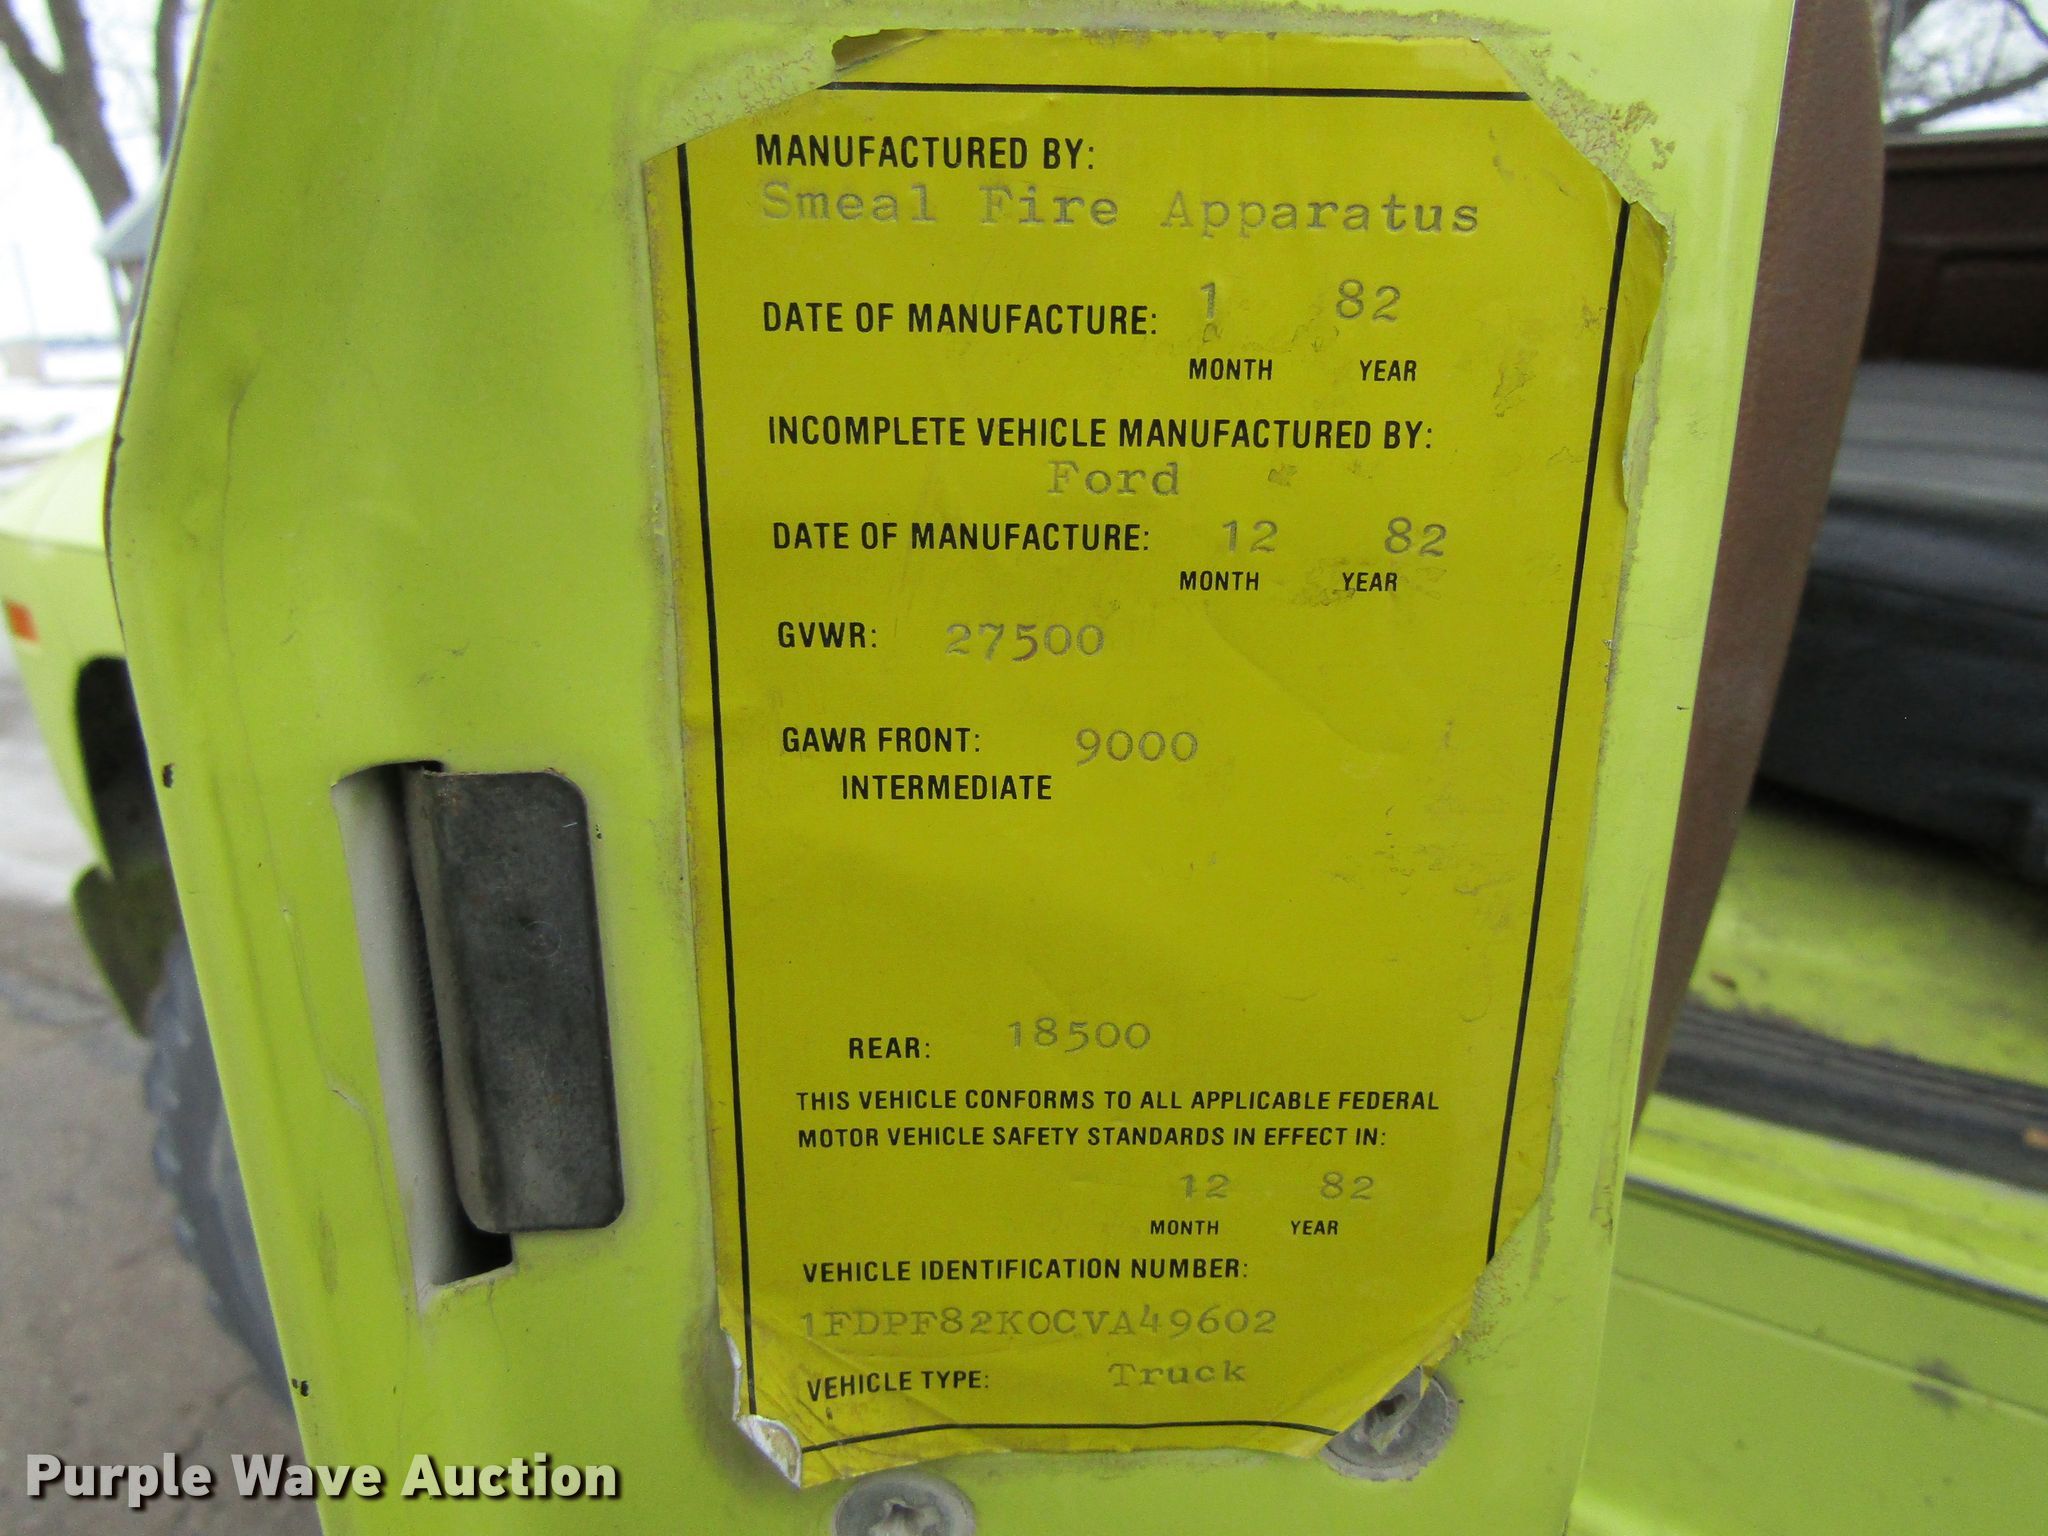 MANUFACTURED BY:
Smeal Fire Apparatus
DATE OF MANUFACTURE: 1 82
MONTH YEAR
INCOMPLETE VEHICLE MANUFACTURED BY:
Ford
DATE OF MANUFACTURE: 12 82
MONTH YEAR
GVWR: 27500
GAWR FRONT: 9000
INTERMEDIATE
REAR: 18500
THIS VEHICLE CONFORMS TO ALL APPLICABLE FEDERAL
MOTOR VEHICLE SAFETY STANDARDS IN EFFECT IN:
12 82
MONTH YEAR
VEHICLE IDENTIFICATION NUMBER:
1FDPF82K0CVA49602
VEHICLE TYPE: Truck
Purple Wave Auction